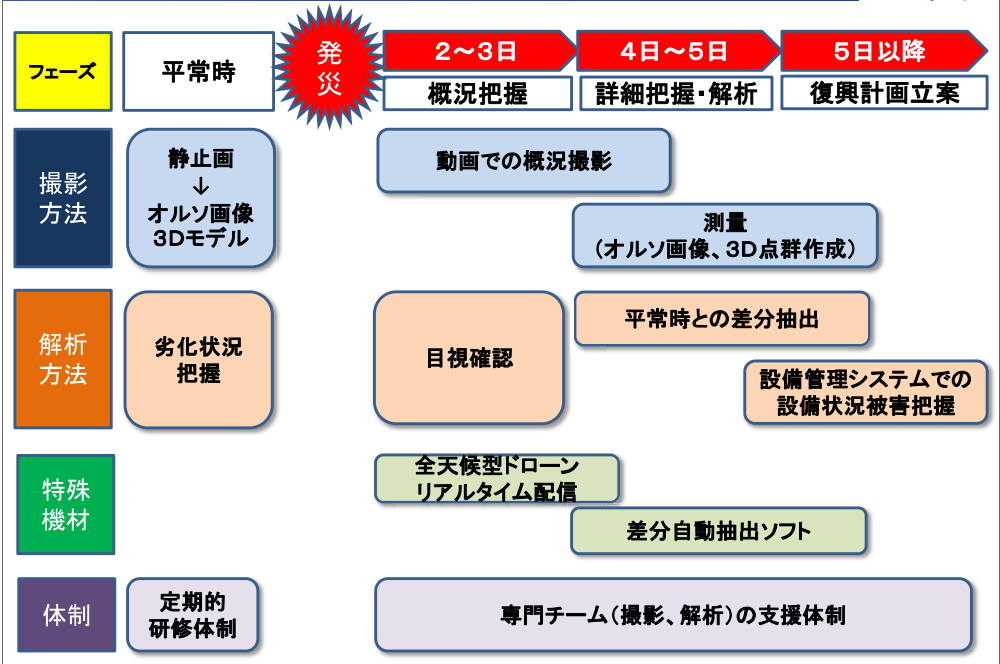 フェーズ
平常時
発
災
２～３日
４日～５日
５日以降
概況把握
詳細把握・解析
復興計画立案
撮影
方法
静止画
↓
オルソ画像
３Ｄモデル
動画での概況撮影
測量
（オルソ画像、３Ｄ点群作成）
解析
方法
劣化状況
把握
目視確認
平常時との差分抽出
設備管理システムでの
設備状況被害把握
特殊
機材
全天候型ドローン
リアルタイム配信
差分自動抽出ソフト
体制
定期的
研修体制
専門チーム（撮影、解析）の支援体制